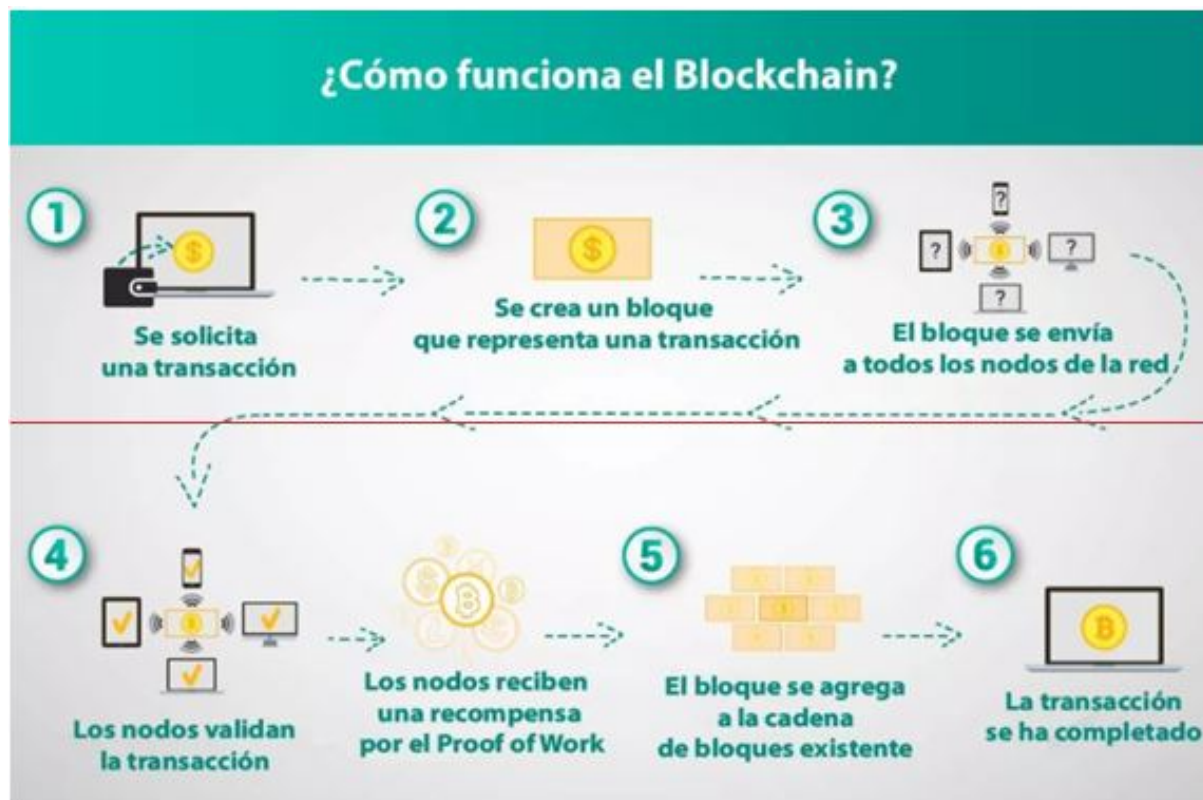 ¿Cómo funciona el Blockchain?
1
Se solicita
una transacción
2
Se crea un bloque
que representa una transacción
3
El bloque se envía
a todos los nodos de la red
4
Los nodos validan
la transacción
Los nodos reciben
una recompensa
por el Proof of Work
5
El bloque se agrega
a la cadena
de bloques existente
6
La transacción
se ha completado